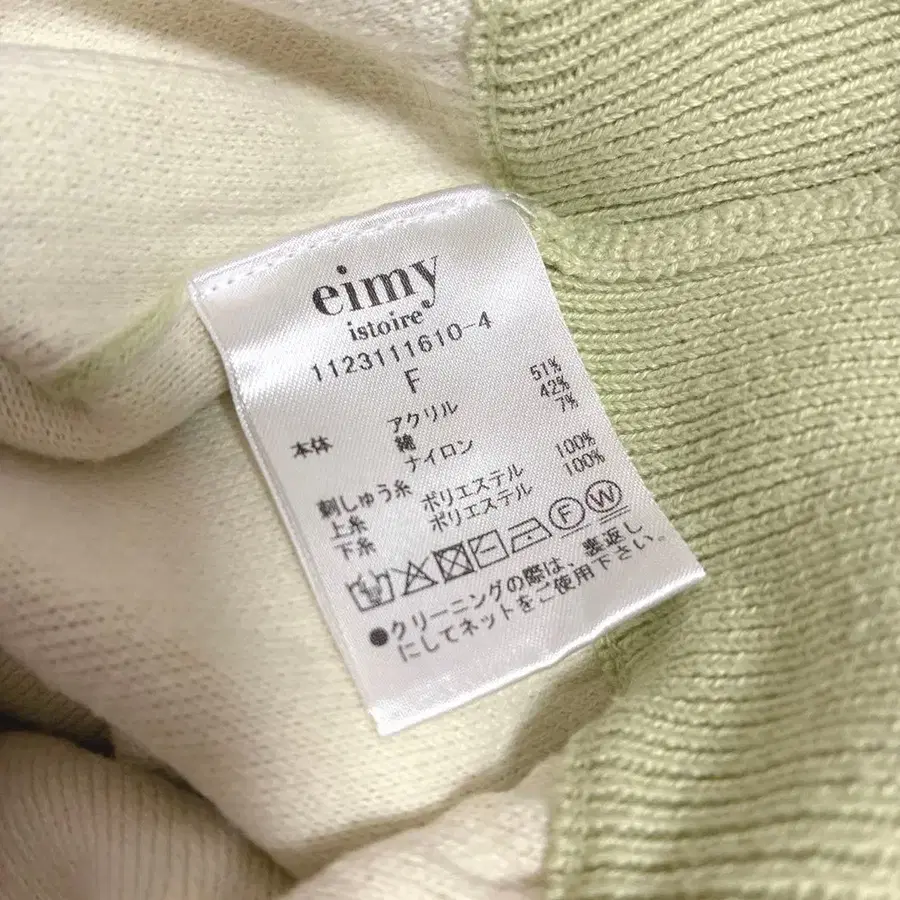 eimy
istoire
1123111610-4
F
本体 アクリル 51%
綿 42%
ナイロン 7%
刺しゅう糸
上糸 ポリエステル 100%
下糸 ポリエステル 100%
F W
●クリーニングの際は、裏返し
にしてネットをご使用下さい。